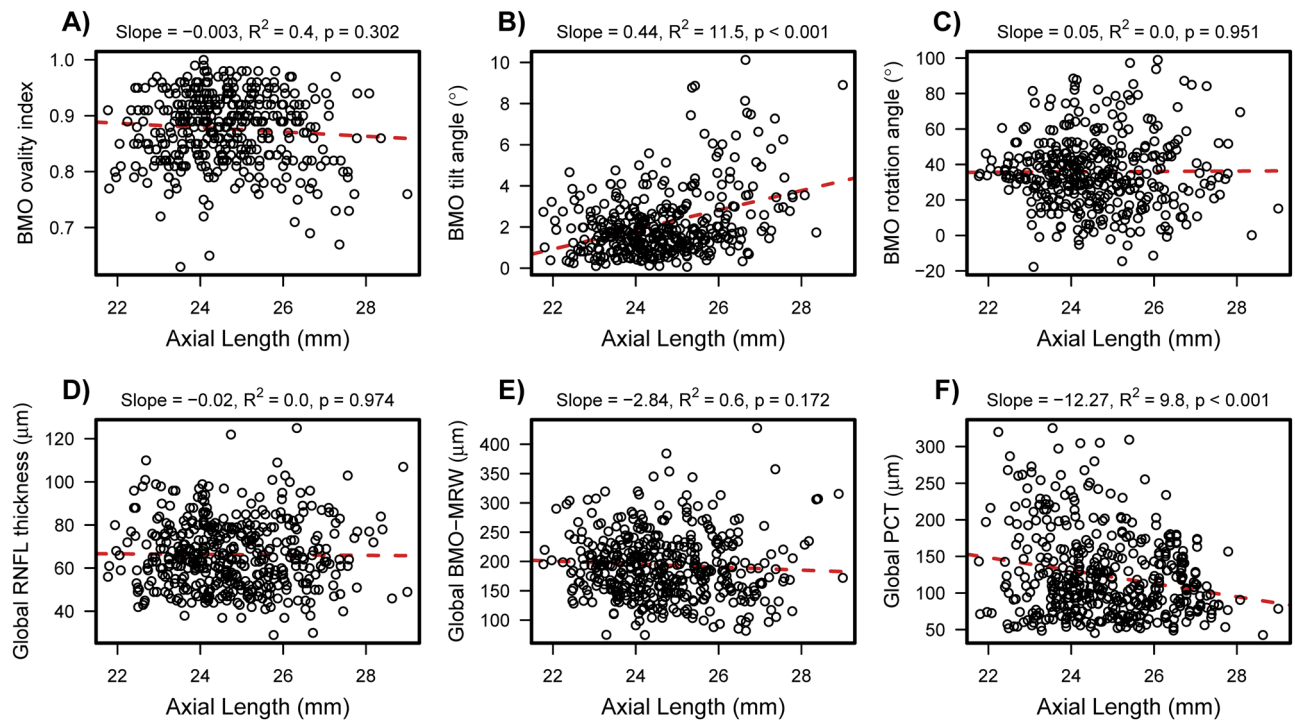 A)
Slope = −0.003, R2 = 0.4, p = 0.302
BMO ovality index
1.0
0.9
0.8
0.7
22 24 26 28
Axial Length (mm)
B)
Slope = 0.44, R2 = 11.5, p < 0.001
BMO tilt angle (°)
10
8
6
4
2
0
22 24 26 28
Axial Length (mm)
C)
Slope = 0.05, R2 = 0.0, p = 0.951
BMO rotation angle (°)
100
80
60
40
20
0
−20
22 24 26 28
Axial Length (mm)
D)
Slope = −0.02, R2 = 0.0, p = 0.974
Global RNFL thickness (μm)
120
100
80
60
40
22 24 26 28
Axial Length (mm)
E)
Slope = −2.84, R2 = 0.6, p = 0.172
Global BMO−MRW (μm)
400
350
300
250
200
150
100
22 24 26 28
Axial Length (mm)
F)
Slope = −12.27, R2 = 9.8, p < 0.001
Global PCT (μm)
300
250
200
150
100
50
22 24 26 28
Axial Length (mm)